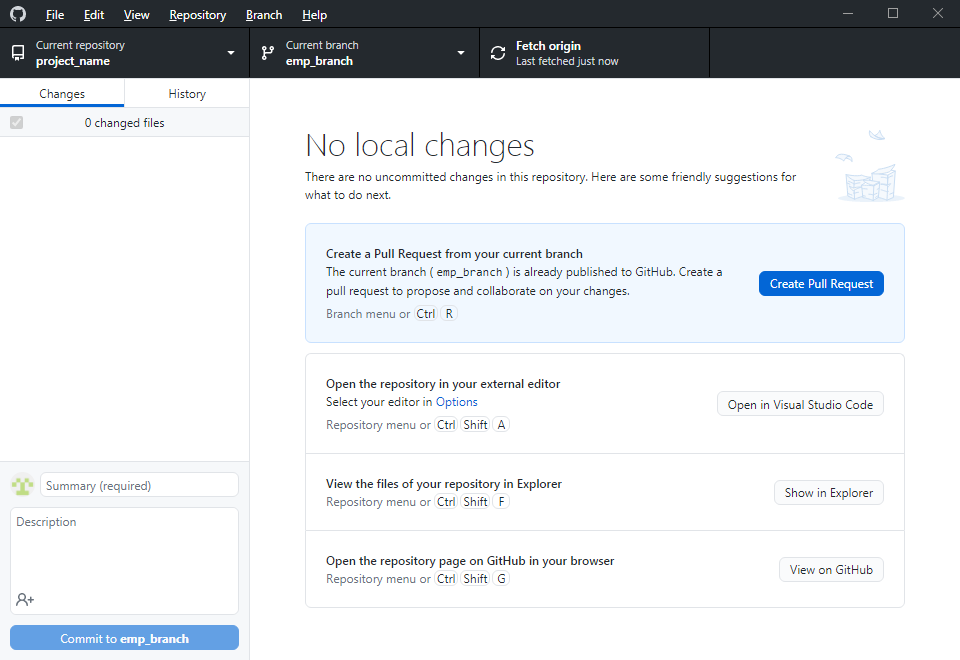 File Edit View Repository Branch Help
Current repository
project_name
Current branch
emp_branch
Fetch origin
Last fetched just now
Changes History
0 changed files
No local changes
There are no uncommitted changes in this repository. Here are some friendly suggestions for
what to do next.
Create a Pull Request from your current branch
The current branch ( emp_branch ) is already published to GitHub. Create a
pull request to propose and collaborate on your changes.
Branch menu or Ctrl R
Create Pull Request
Open the repository in your external editor
Select your editor in Options
Repository menu or Ctrl Shift A
Open in Visual Studio Code
View the files of your repository in Explorer
Repository menu or Ctrl Shift F
Show in Explorer
Open the repository page on GitHub in your browser
Repository menu or Ctrl Shift G
View on GitHub
Summary (required)
Description
Commit to emp_branch